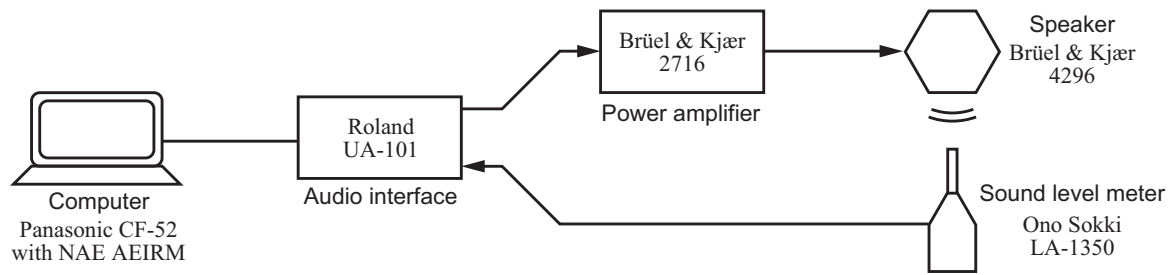 Computer
Panasonic CF-52
with NAE AEIRM
Roland
UA-101
Audio interface
Brüel & Kjær
2716
Power amplifier
Speaker
Brüel & Kjær
4296
Sound level meter
Ono Sokki
LA-1350